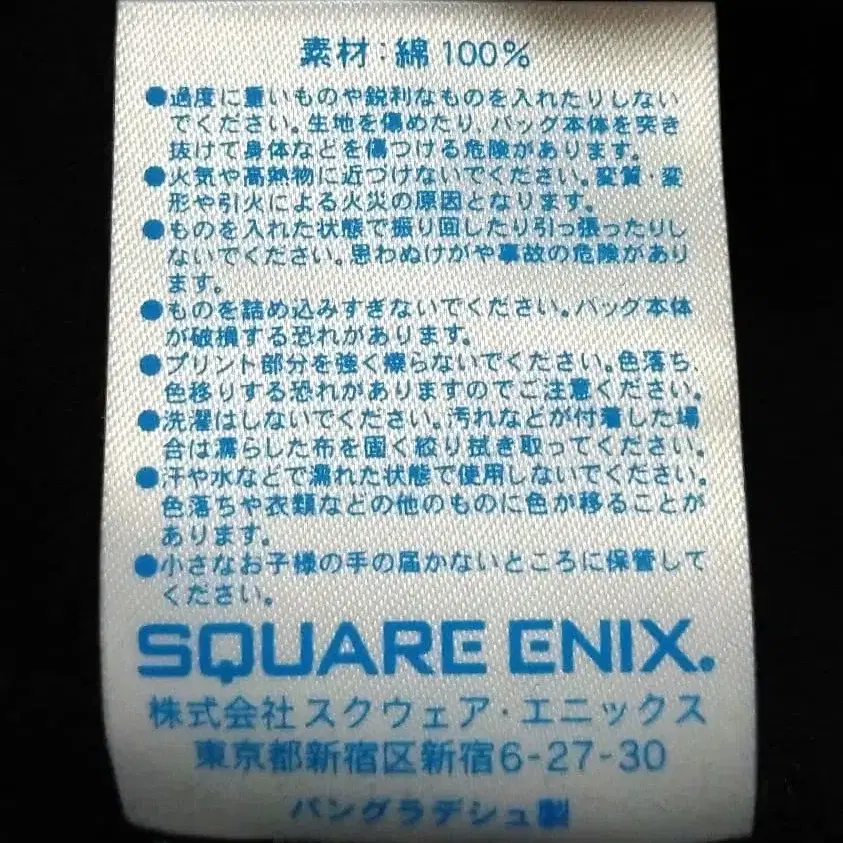 素材:綿100%
●過度に重いものや鋭利なものを入れたりしない
でください。生地を傷めたり、バッグ本体を突き
抜けて身体などを傷つける危険があります。
●火気や高熱物に近づけないでください。変質・変
形や引火による火災の原因となります。
●ものを入れた状態で振り回したり引っ張ったりし
ないでください。思わぬけがや事故の危険があり
ます。
●ものを詰め込みすぎないでください。バッグ本体
が破損する恐れがあります。
●プリント部分を強く擦らないでください。色落ち、
色移りする恐れがありますのでご注意ください。
●洗濯はしないでください。汚れなどが付着した場
合は濡らした布を固く絞り拭き取ってください。
●汗や水などで濡れた状態で使用しないでください。
色落ちや衣類などの他のものに色が移ることが
あります。
●小さなお子様の手の届かないところに保管して
ください。
SQUARE ENIX.
株式会社スクウェア・エニックス
東京都新宿区新宿6-27-30
バングラデシュ製